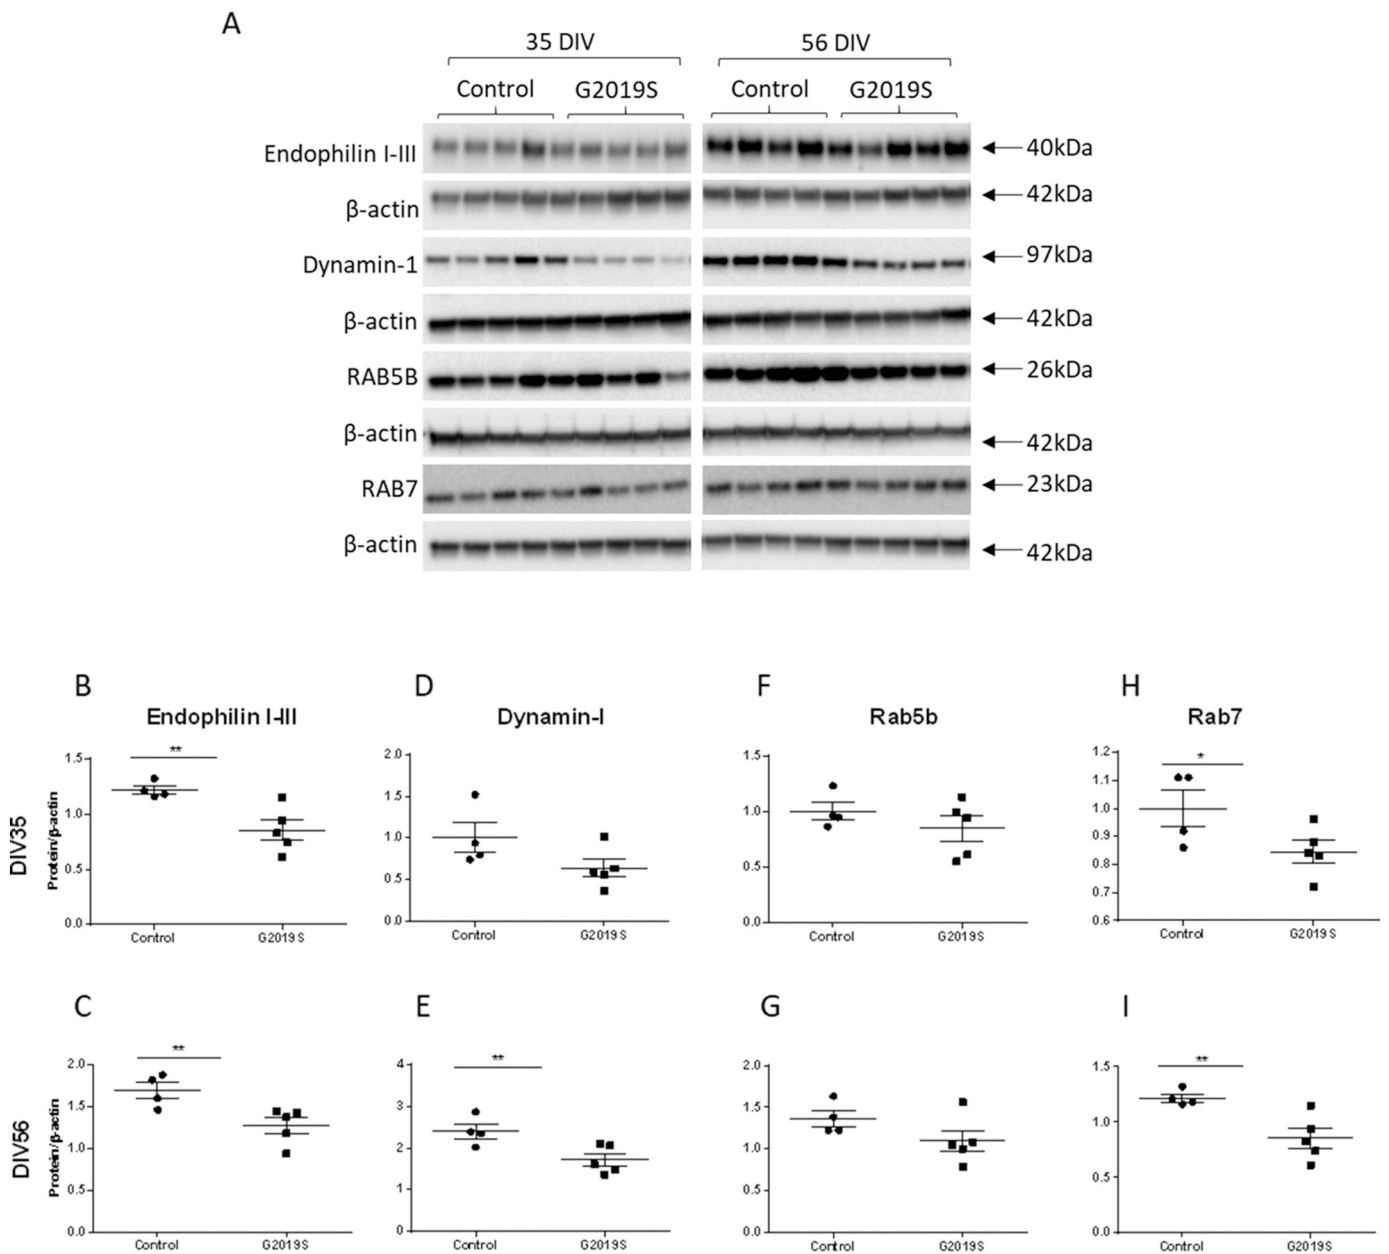 A
35 DIV
56 DIV
Control
G2019S
Control
G2019S
Endophilin I-III
40kDa
β-actin
42kDa
Dynamin-1
97kDa
β-actin
42kDa
RAB5B
26kDa
β-actin
42kDa
RAB7
23kDa
β-actin
42kDa
B
D
F
H
Endophilin I-III
Dynamin-I
Rab5b
Rab7
DIV35
Protein/β-actin
1.5
1.0
0.5
0.0
**
Control
G2019S
2.0
1.0
0.5
0.0
Control
G2019S
1.5
1.0
0.5
0.0
Control
G2019S
1.2
1.1
1.0
0.9
0.8
0.7
0.6
*
Control
G2019S
C
E
G
I
DIV56
Protein/β-actin
2.0
1.5
1.0
0.5
0.0
**
Control
G2019S
4
3
2
1
0
**
Control
G2019S
2.0
1.5
1.0
0.5
0.0
Control
G2019S
1.5
1.0
0.5
0.0
**
Control
G2019S